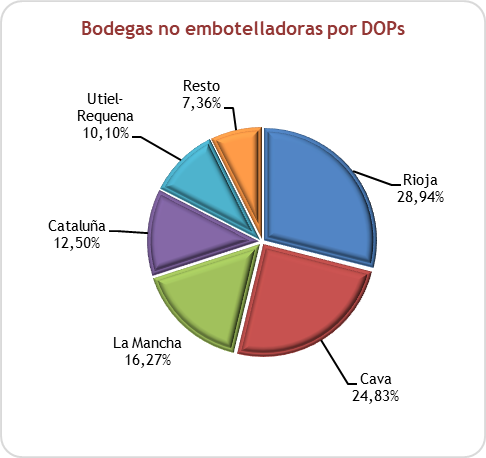 Bodegas no embotelladoras por DOPs
Resto
7,36%
Utiel-
Requena
10,10%
Rioja
28,94%
Cataluña
12,50%
La Mancha
16,27%
Cava
24,83%